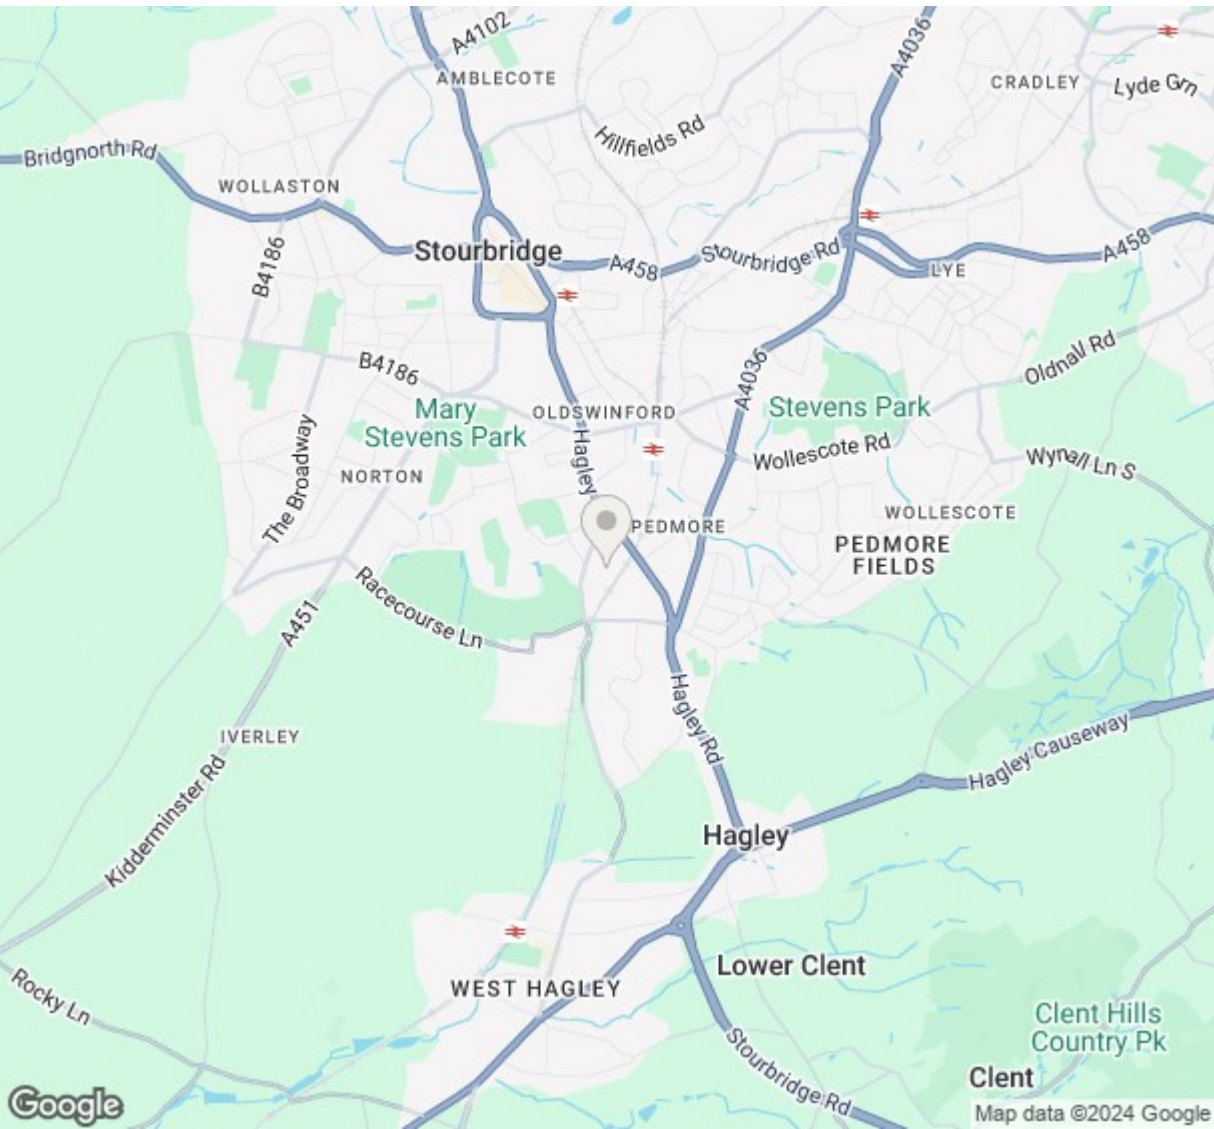 A4102
A4036
AMBLECOTE
CRADLEY
Lyde Grn
Hillfields Rd
Bridgnorth Rd
WOLLASTON
Stourbridge
A458
Stourbridge Rd
A458
LYE
B4186
B4186
A4036
Oldnall Rd
Mary
Stevens Park
OLDSWINFORD
Stevens Park
Hagley
Wollescote Rd
Wynall Ln S
The Broadway
NORTON
WOLLESCOTE
PEDMORE
PEDMORE
FIELDS
Racecourse Ln
A451
Hagley Rd
IVERLEY
Hagley Causeway
Kidderminster Rd
Hagley
Lower Clent
Rocky Ln
WEST HAGLEY
Clent Hills
Country Pk
Stourbridge Rd
Clent
Google
Map data ©2024 Google